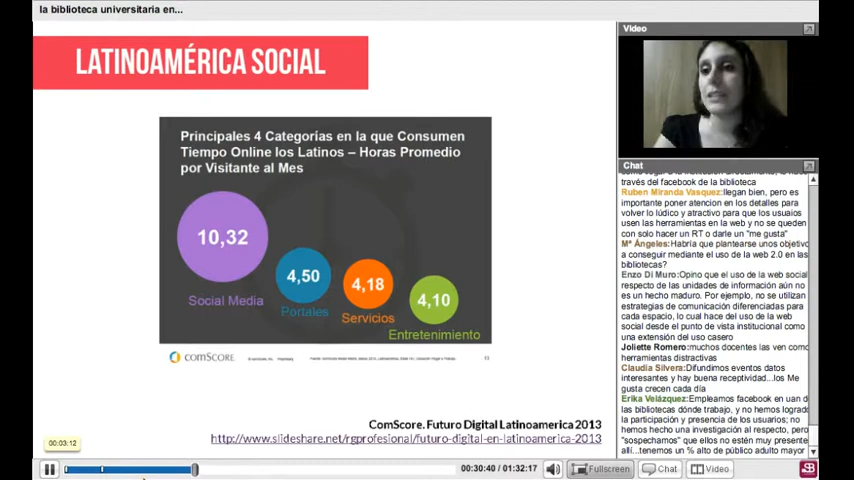 la biblioteca universitaria en...
LATINOAMÉRICA SOCIAL
Principales 4 Categorías en la que Consumen
Tiempo Online los Latinos – Horas Promedio
por Visitante al Mes
10,32
Social Media
4,50
Portales
4,18
Servicios
4,10
Entretenimiento
comSCORE
13
ComScore. Futuro Digital Latinoamerica 2013
http://www.slideshare.net/rgprofesional/futuro-digital-en-latinoamerica-2013
00:03:12
00:30:40 / 01:32:17
Fullscreen
Chat
Video
SB
Video
Chat
través del facebook de la biblioteca
Ruben Miranda Vasquez:llegan bien, pero es
importante poner atencion en los detalles para
volver lo lúdico y atractivo para que los usuaios
usen las herramientas en la web y no se queden
con solo hacer un RT o darle un "me gusta"
Mª Ángeles:Habría que plantearse unos objetivo
a conseguir mediante el uso de la web 2.0 en las
bibliotecas?
Enzo Di Muro:Opino que el uso de la web social
respecto de las unidades de información aún no
es un hecho maduro. Por ejemplo, no se utilizan
estrategias de comunicación diferenciadas para
cada espacio, lo cual hace del uso de la web
social desde el punto de vista institucional como
una extensión del uso casero
Joliette Romero:muchos docentes las ven como
herramientas distractivas
Claudia Silvera:Difundimos eventos datos
interesantes y hay buena receptividad...los Me
gusta crecen cada día
Erika Velázquez:Empleamos facebook en uan de
las bibliotecas dónde trabajo, y no hemos logrado
la participación y presencia de los usuarios; no
hemos hecho una investigación al respecto, pero
"sospechamos" que ellos no estén muy presente
allí...tenemos un % alto de público adulto mayor